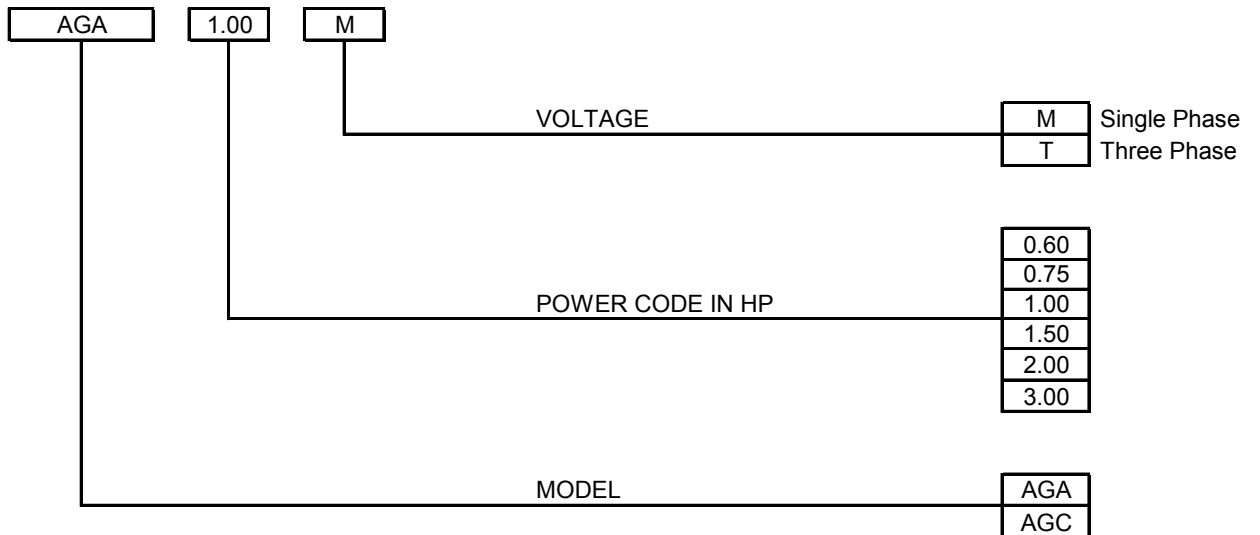 AGA 1.00 M
VOLTAGE M Single Phase
T Three Phase
0.60
0.75
POWER CODE IN HP 1.00
1.50
2.00
3.00
MODEL AGA
AGC